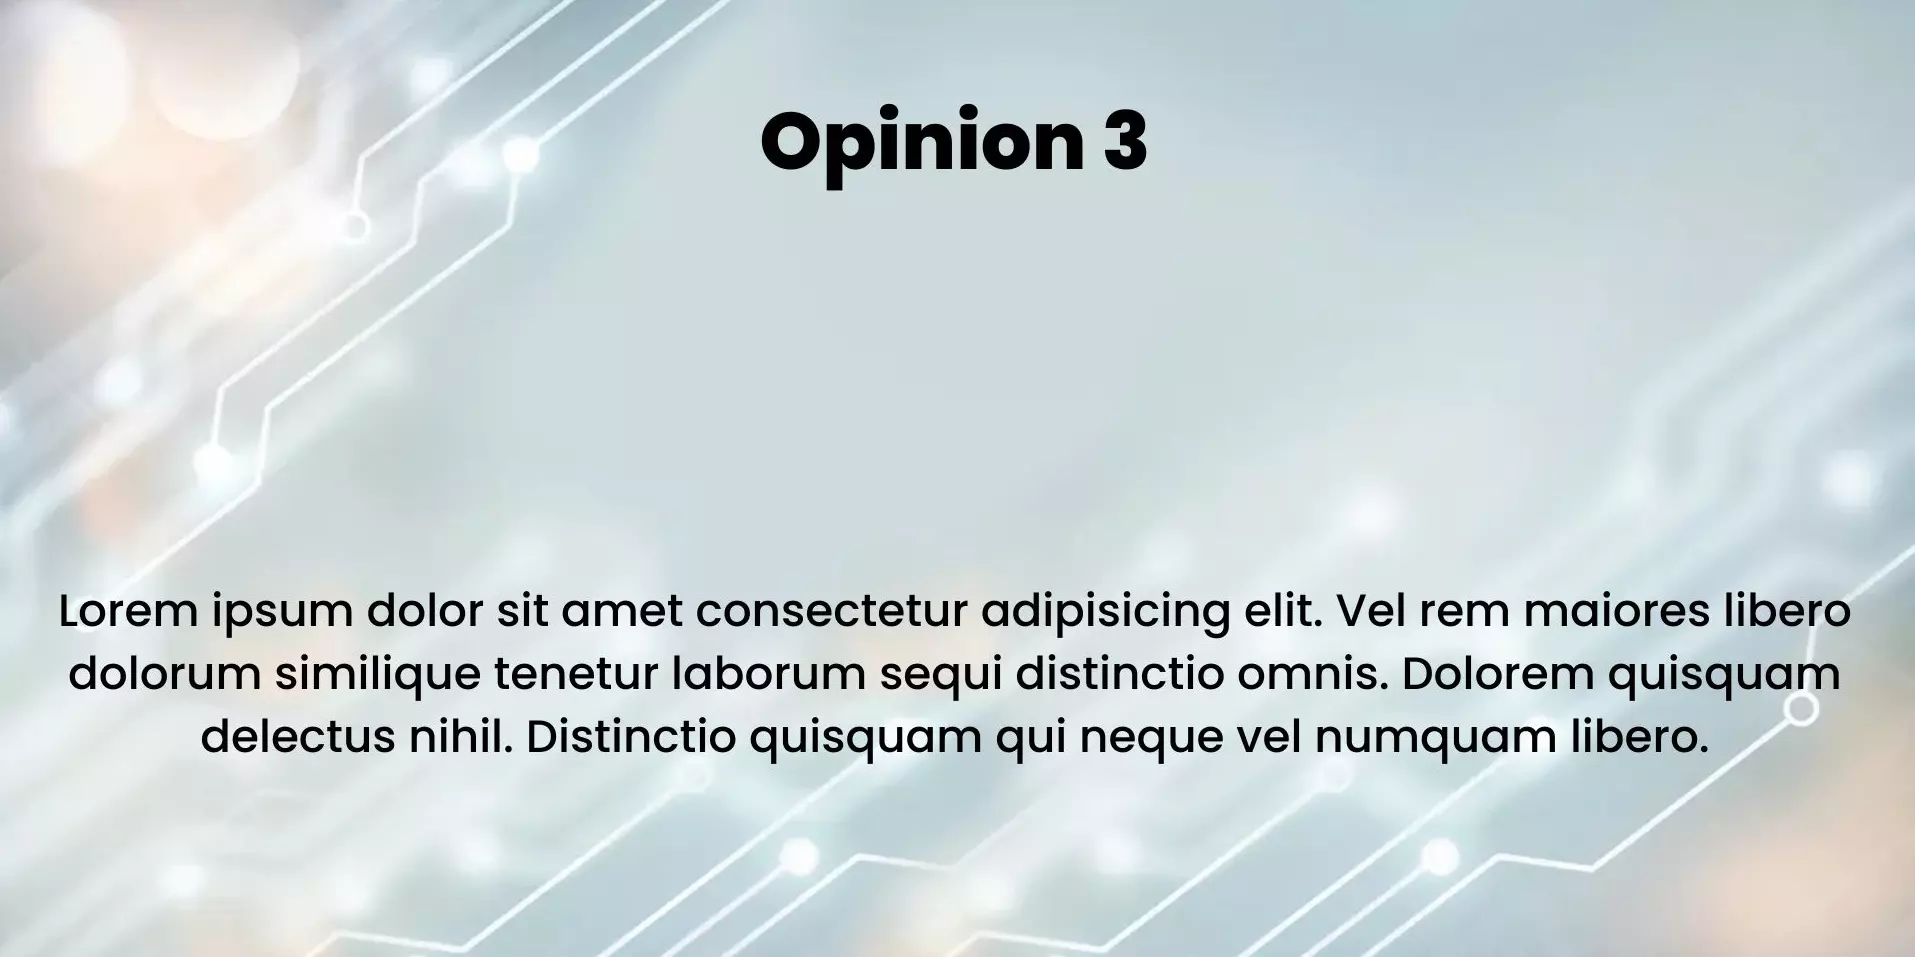 Opinion 3
Lorem ipsum dolor sit amet consectetur adipisicing elit. Vel rem maiores libero
dolorum similique tenetur laborum sequi distinctio omnis. Dolorem quisquam
delectus nihil. Distinctio quisquam qui neque vel numquam libero.